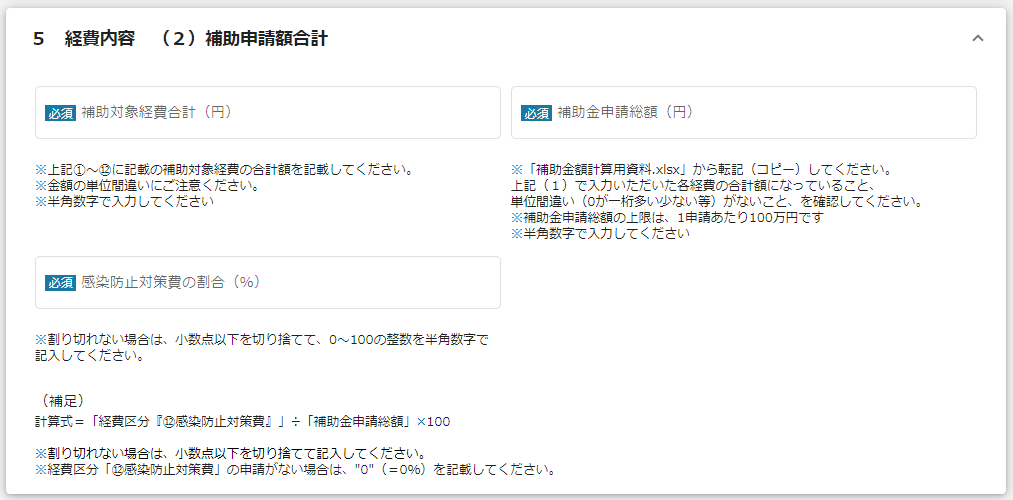 5　経費内容　（２）補助申請額合計
必須 補助対象経費合計（円）
※上記①～⑫に記載の補助対象経費の合計額を記載してください。
※金額の単位間違いにご注意ください。
※半角数字で入力してください
必須 補助金申請総額（円）
※「補助金額計算用資料.xlsx」から転記（コピー）してください。
上記（１）で入力いただいた各経費の合計額になっていること、
単位間違い（0が一桁多い少ない等）がないこと、を確認してください。
※補助金申請総額の上限は、1申請あたり100万円です
※半角数字で入力してください
必須 感染防止対策費の割合（%）
※割り切れない場合は、小数点以下を切り捨てて、0～100の整数を半角数字で
記入してください。
（補足）
計算式＝「経費区分『⑫感染防止対策費』」÷「補助金申請総額」×100
※割り切れない場合は、小数点以下を切り捨てて記入してください。
※経費区分「⑫感染防止対策費」の申請がない場合は、"0"（＝0%）を記載してください。